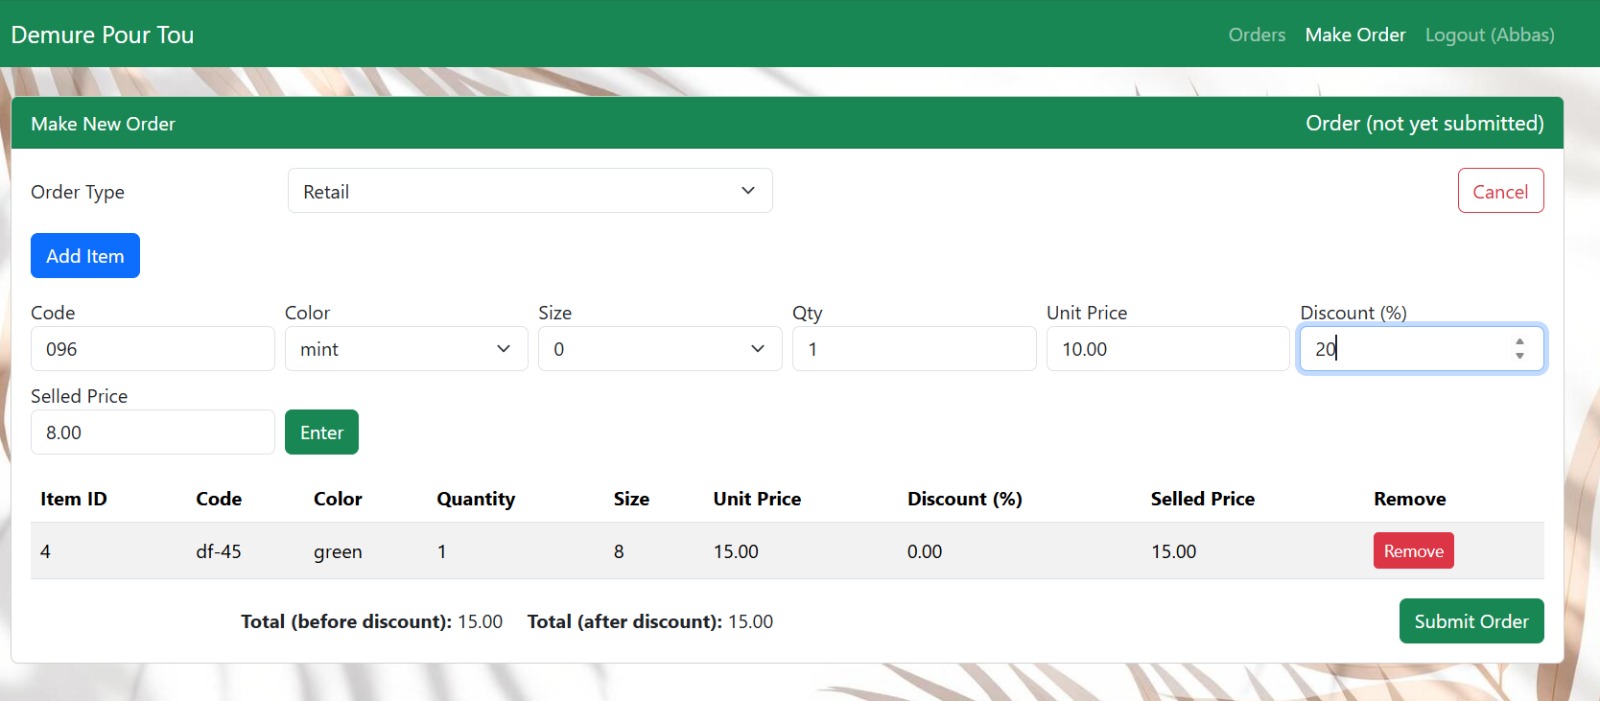 Demure Pour Tou Orders Make Order Logout (Abbas)
Make New Order Order (not yet submitted)
Order Type Retail Cancel
Add Item
Code Color Size Qty Unit Price Discount (%)
096 mint 0 1 10.00 20
Selled Price
8.00 Enter
Item ID Code Color Quantity Size Unit Price Discount (%) Selled Price Remove
4 df-45 green 1 8 15.00 0.00 15.00 Remove
Total (before discount): 15.00 Total (after discount): 15.00 Submit Order